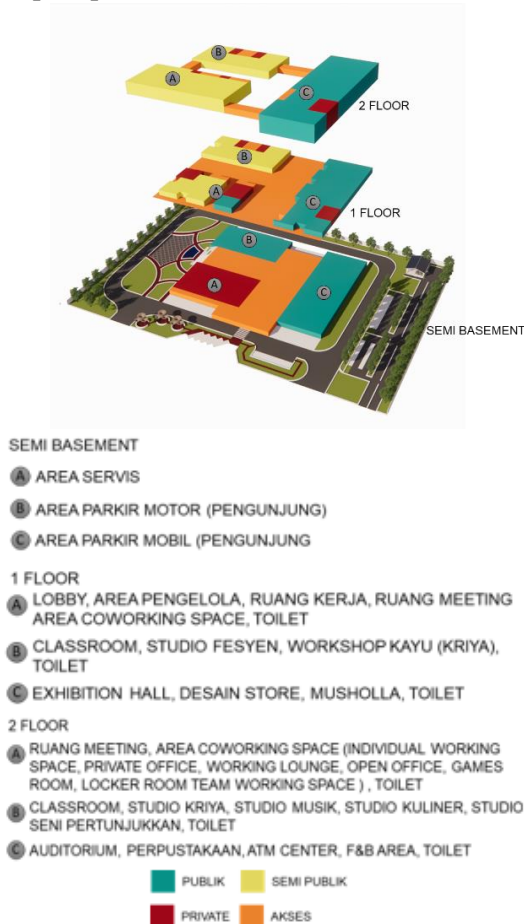 B
A
C
2 FLOOR
B
A
C
1 FLOOR
B
A
C
SEMI BASEMENT
SEMI BASEMENT
A AREA SERVIS
B AREA PARKIR MOTOR (PENGUNJUNG)
C AREA PARKIR MOBIL (PENGUNJUNG
1 FLOOR
A LOBBY, AREA PENGELOLA, RUANG KERJA, RUANG MEETING
AREA COWORKING SPACE, TOILET
B CLASSROOM, STUDIO FESYEN, WORKSHOP KAYU (KRIYA),
TOILET
C EXHIBITION HALL, DESAIN STORE, MUSHOLLA, TOILET
2 FLOOR
A RUANG MEETING, AREA COWORKING SPACE (INDIVIDUAL WORKING
SPACE, PRIVATE OFFICE, WORKING LOUNGE, OPEN OFFICE, GAMES
ROOM, LOCKER ROOM TEAM WORKING SPACE ) , TOILET
B CLASSROOM, STUDIO KRIYA, STUDIO MUSIK, STUDIO KULINER, STUDIO
SENI PERTUNJUKKAN, TOILET
C AUDITORIUM, PERPUSTAKAAN, ATM CENTER, F&B AREA, TOILET
PUBLIK SEMI PUBLIK
PRIVATE AKSES